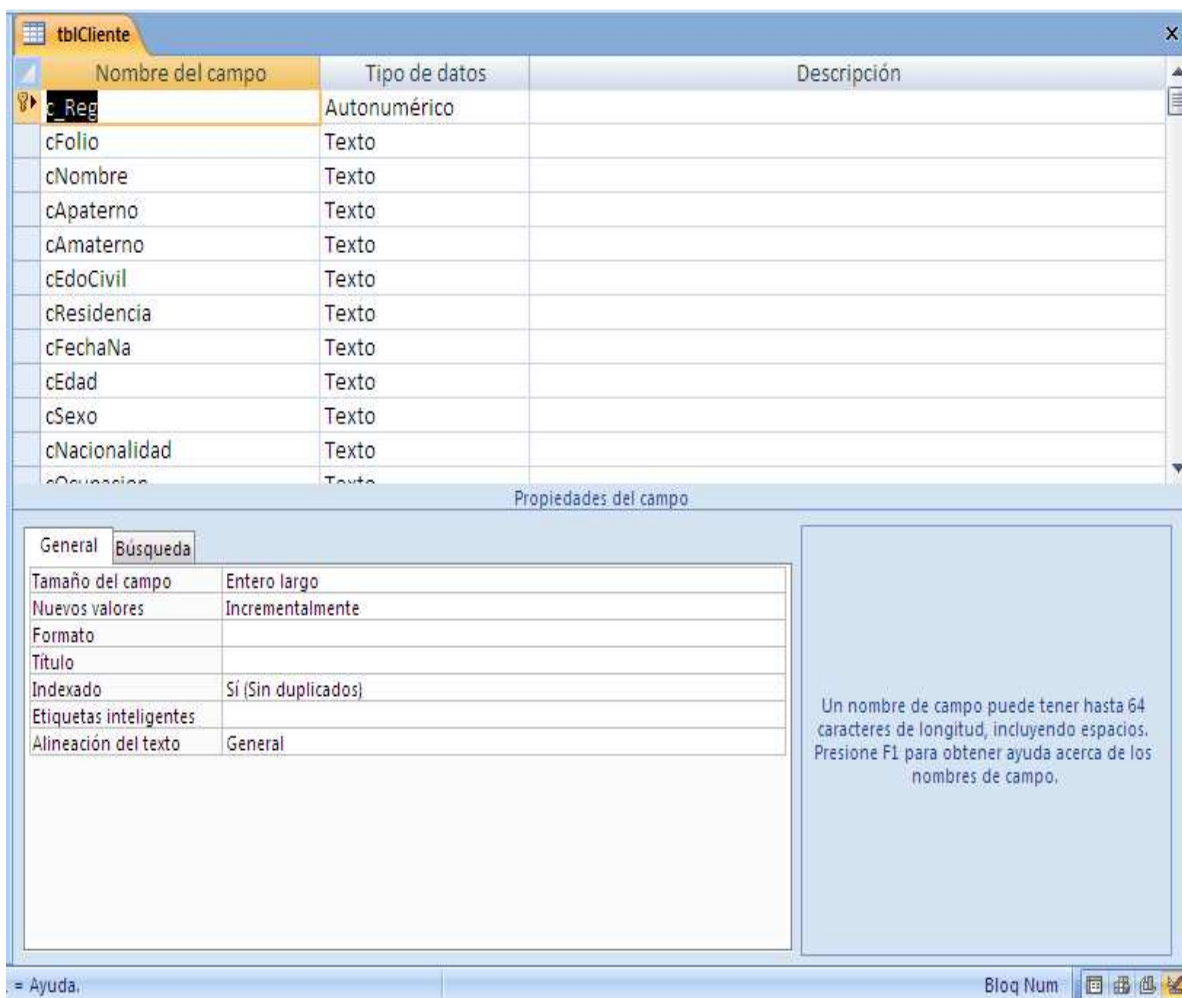 tblCliente
Nombre del campo Tipo de datos Descripción
c_Reg Autonumérico
cFolio Texto
cNombre Texto
cApaterno Texto
cAmaterno Texto
cEdoCivil Texto
cResidencia Texto
cFechaNa Texto
cEdad Texto
cSexo Texto
cNacionalidad Texto
cOcupacion Texto
Propiedades del campo
General Búsqueda
Tamaño del campo Entero largo
Nuevos valores Incrementalmente
Formato
Título
Indexado Sí (Sin duplicados)
Etiquetas inteligentes
Alineación del texto General
Un nombre de campo puede tener hasta 64
caracteres de longitud, incluyendo espacios.
Presione F1 para obtener ayuda acerca de los
nombres de campo.
= Ayuda. Bloq Num